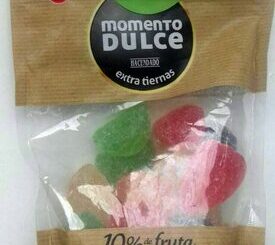 momento
DULCE
HACENDADO
extra tiernas
10% de fruta